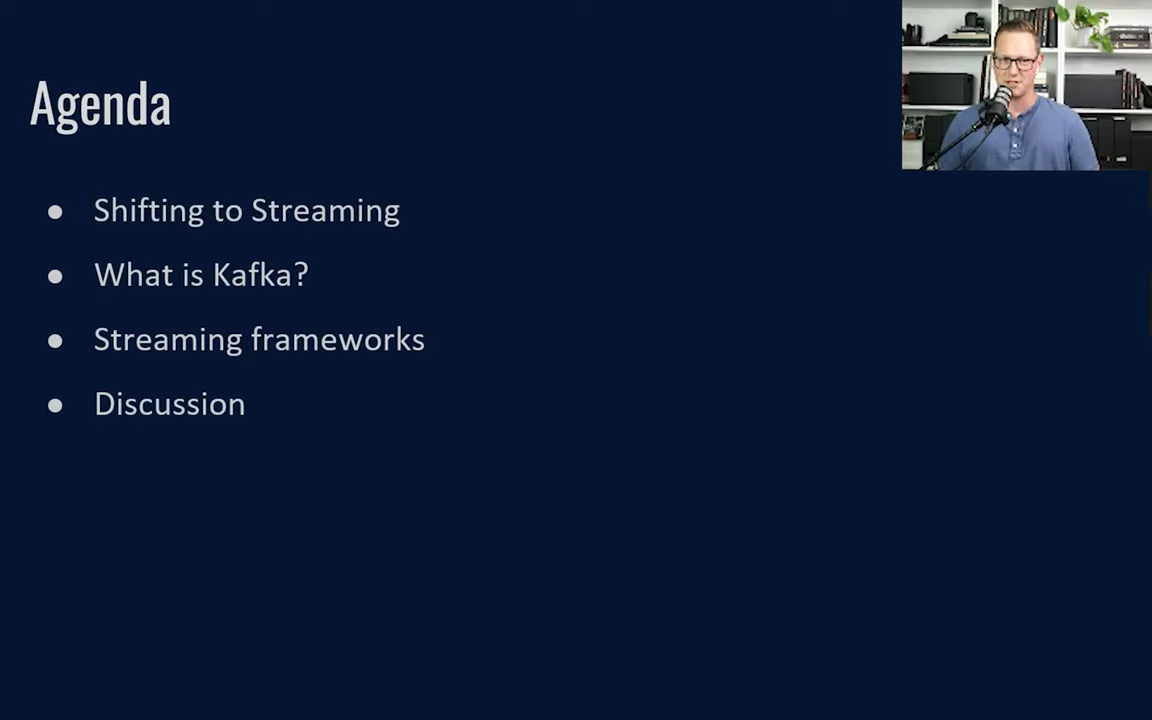 Agenda
● Shifting to Streaming
● What is Kafka?
● Streaming frameworks
● Discussion